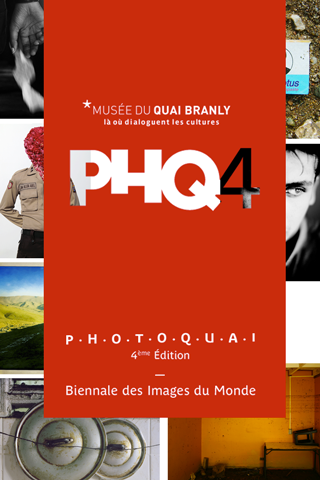 *MUSÉE DU QUAI BRANLY
là où dialoguent les cultures
PHQ4
P·H·O·T·O·Q·U·A·I
4ème Édition
—
Biennale des Images du Monde